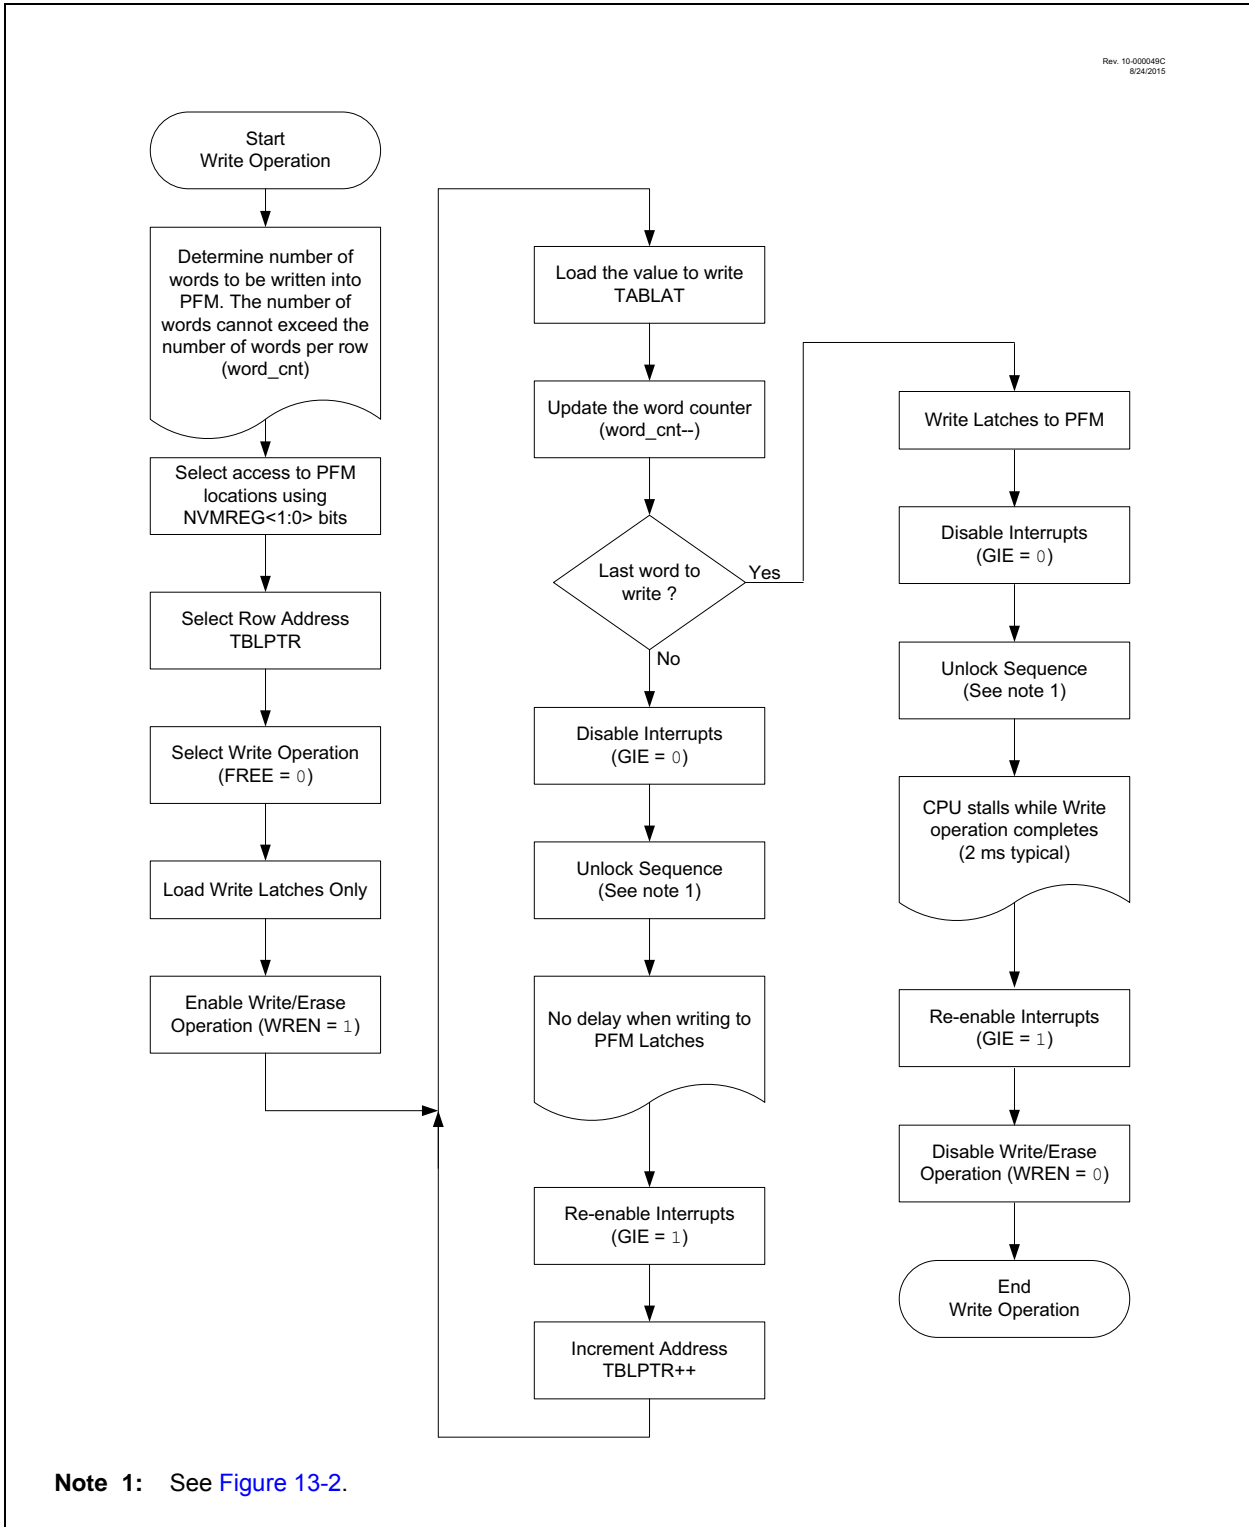 Rev. 10-000049C
8/24/2015
Start
Write Operation
Determine number of
words to be written into
PFM. The number of
words cannot exceed the
number of words per row
(word_cnt)
Select access to PFM
locations using
NVMREG<1:0> bits
Select Row Address
TBLPTR
Select Write Operation
(FREE = 0)
Load Write Latches Only
Enable Write/Erase
Operation (WREN = 1)
Load the value to write
TABLAT
Update the word counter
(word_cnt--)
Last word to
write ?
Yes
No
Disable Interrupts
(GIE = 0)
Unlock Sequence
(See note 1)
No delay when writing to
PFM Latches
Re-enable Interrupts
(GIE = 1)
Increment Address
TBLPTR++
Write Latches to PFM
Disable Interrupts
(GIE = 0)
Unlock Sequence
(See note 1)
CPU stalls while Write
operation completes
(2 ms typical)
Re-enable Interrupts
(GIE = 1)
Disable Write/Erase
Operation (WREN = 0)
End
Write Operation
Note 1: See Figure 13-2.